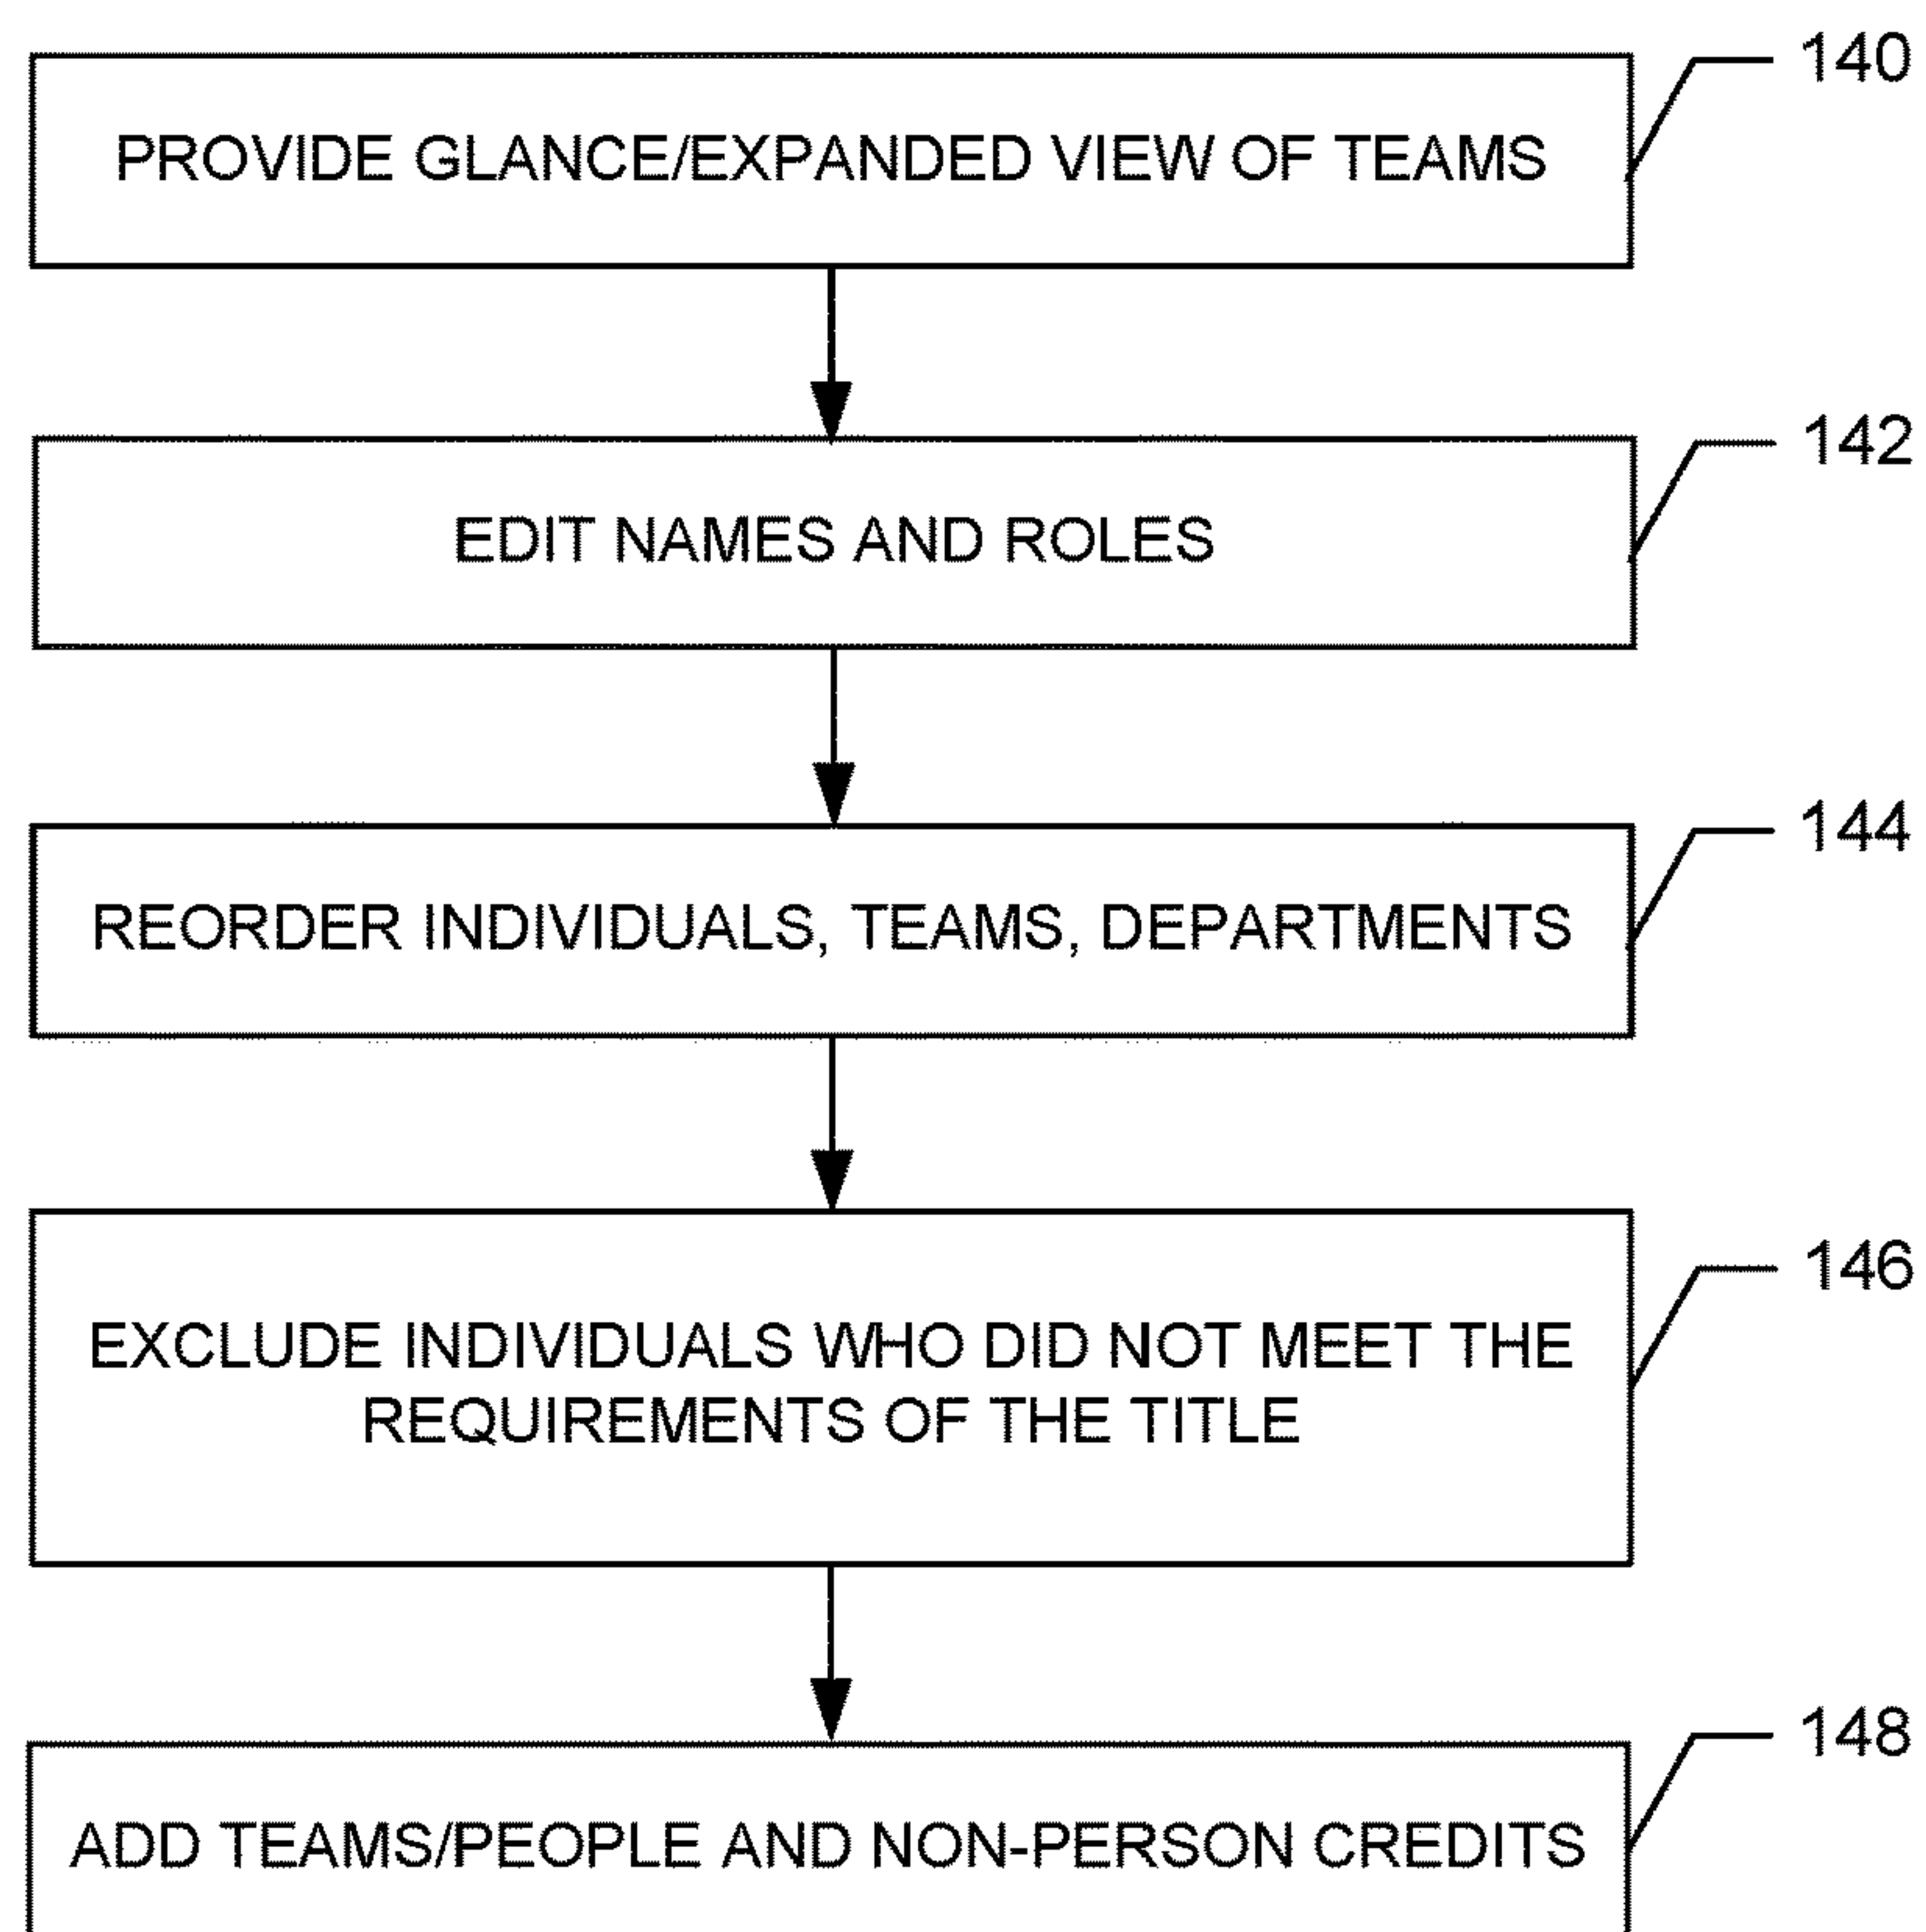 140
PROVIDE GLANCE/EXPANDED VIEW OF TEAMS
142
EDIT NAMES AND ROLES
144
REORDER INDIVIDUALS, TEAMS, DEPARTMENTS
146
EXCLUDE INDIVIDUALS WHO DID NOT MEET THE
REQUIREMENTS OF THE TITLE
148
ADD TEAMS/PEOPLE AND NON-PERSON CREDITS